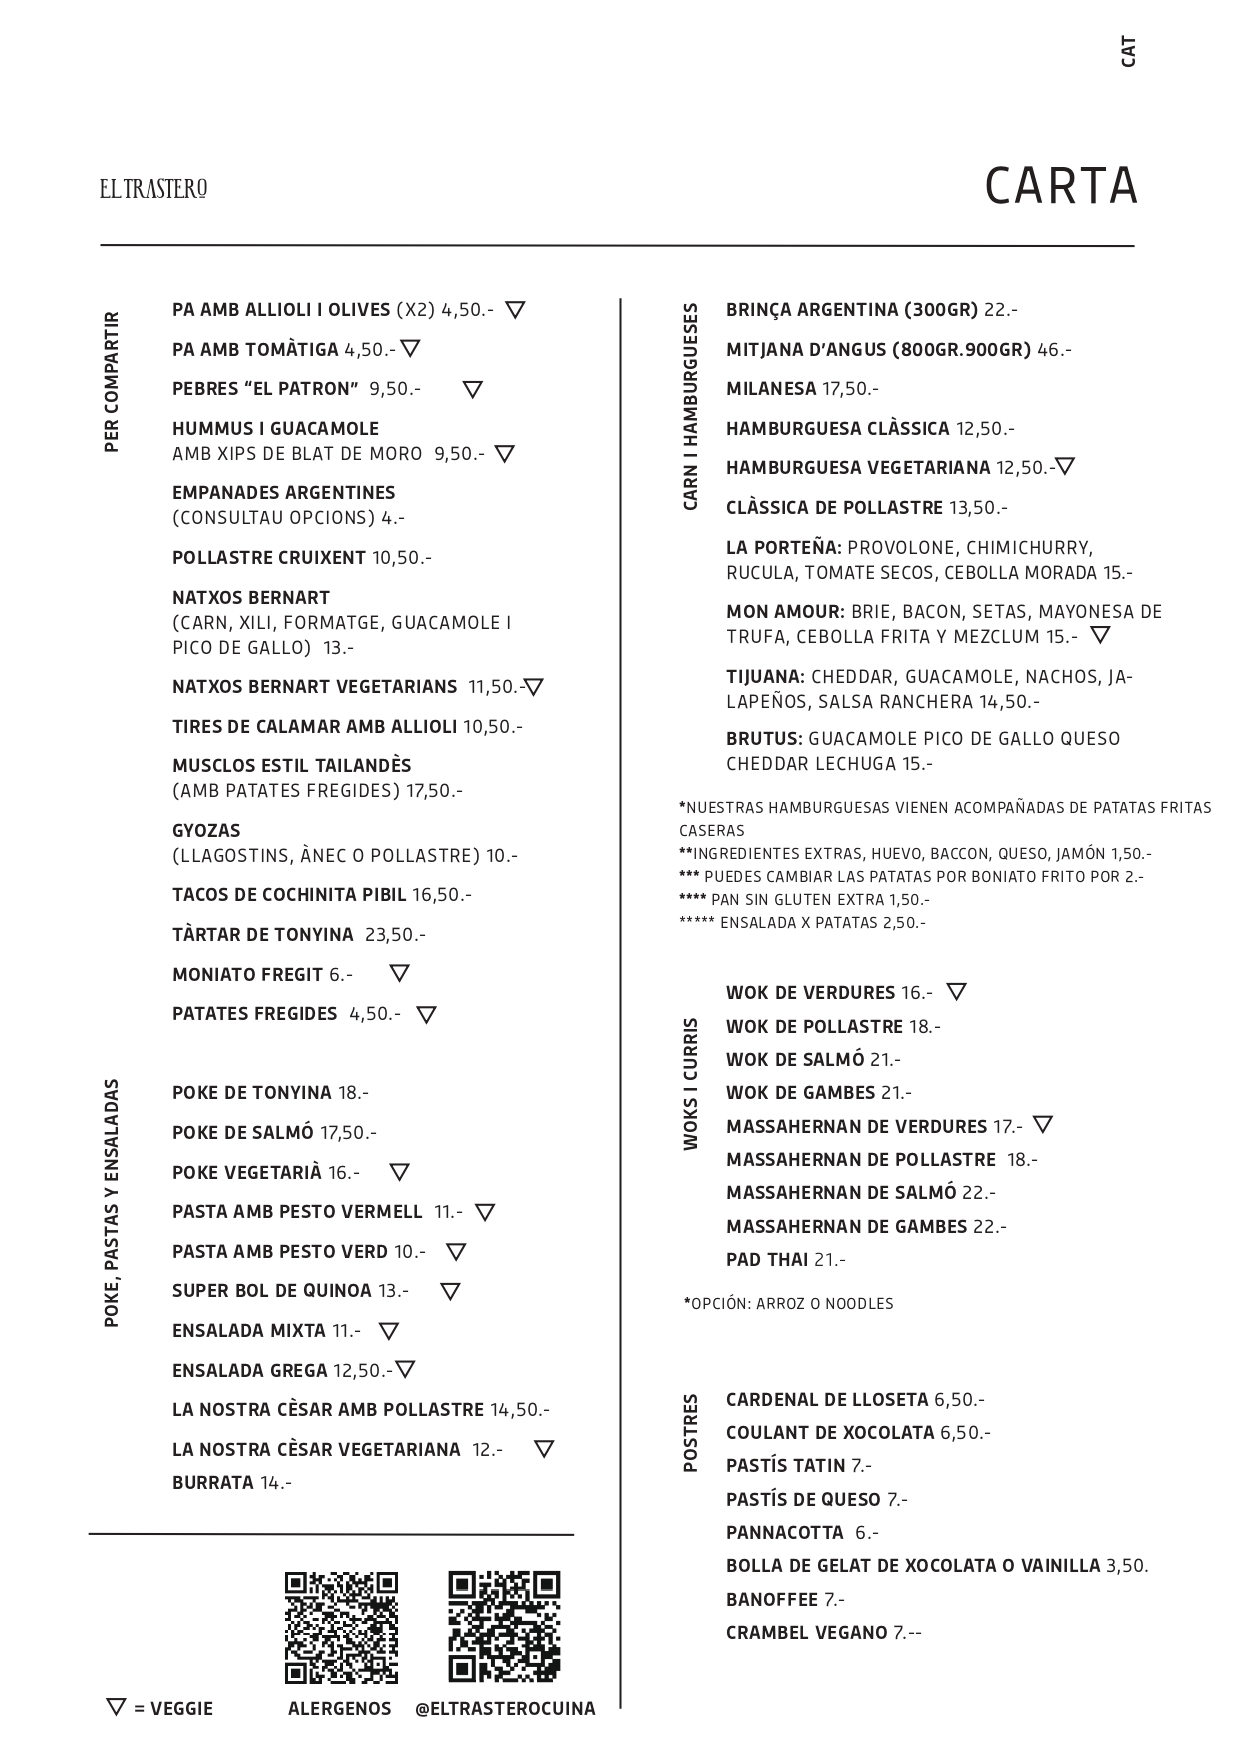 CAT
EL TRASTERO
CARTA
PER COMPARTIR
PA AMB ALLIOLI I OLIVES (X2) 4,50.-
PA AMB TOMÀTIGA 4,50.-
PEBRES “EL PATRON” 9,50.-
HUMMUS I GUACAMOLE
AMB XIPS DE BLAT DE MORO 9,50.-
EMPANADES ARGENTINES
(CONSULTAU OPCIONS) 4.-
POLLASTRE CRUIXENT 10,50.-
NATXOS BERNART
(CARN, XILI, FORMATGE, GUACAMOLE I
PICO DE GALLO) 13.-
NATXOS BERNART VEGETARIANS 11,50.-
TIRES DE CALAMAR AMB ALLIOLI 10,50.-
MUSCLOS ESTIL TAILANDÈS
(AMB PATATES FREGIDES) 17,50.-
GYOZAS
(LLAGOSTINS, ÀNEC O POLLASTRE) 10.-
TACOS DE COCHINITA PIBIL 16,50.-
TÀRTAR DE TONYINA 23,50.-
MONIATO FREGIT 6.-
PATATES FREGIDES 4,50.-
POKE, PASTAS Y ENSALADAS
POKE DE TONYINA 18.-
POKE DE SALMÓ 17,50.-
POKE VEGETARIÀ 16.-
PASTA AMB PESTO VERMELL 11.-
PASTA AMB PESTO VERD 10.-
SUPER BOL DE QUINOA 13.-
ENSALADA MIXTA 11.-
ENSALADA GREGA 12,50.-
LA NOSTRA CÈSAR AMB POLLASTRE 14,50.-
LA NOSTRA CÈSAR VEGETARIANA 12.-
BURRATA 14.-
= VEGGIE
ALERGENOS
@ELTRASTEROCUINA
CARN I HAMBURGUESES
BRINÇA ARGENTINA (300GR) 22.-
MITJANA D’ANGUS (800GR.900GR) 46.-
MILANESA 17,50.-
HAMBURGUESA CLÀSSICA 12,50.-
HAMBURGUESA VEGETARIANA 12,50.-
CLÀSSICA DE POLLASTRE 13,50.-
LA PORTEÑA: PROVOLONE, CHIMICHURRY,
RUCULA, TOMATE SECOS, CEBOLLA MORADA 15.-
MON AMOUR: BRIE, BACON, SETAS, MAYONESA DE
TRUFA, CEBOLLA FRITA Y MEZCLUM 15.-
TIJUANA: CHEDDAR, GUACAMOLE, NACHOS, JA-
LAPEÑOS, SALSA RANCHERA 14,50.-
BRUTUS: GUACAMOLE PICO DE GALLO QUESO
CHEDDAR LECHUGA 15.-
*NUESTRAS HAMBURGUESAS VIENEN ACOMPAÑADAS DE PATATAS FRITAS
CASERAS
**INGREDIENTES EXTRAS, HUEVO, BACCON, QUESO, JAMÓN 1,50.-
*** PUEDES CAMBIAR LAS PATATAS POR BONIATO FRITO POR 2.-
**** PAN SIN GLUTEN EXTRA 1,50.-
***** ENSALADA X PATATAS 2,50.-
WOKS I CURRIS
WOK DE VERDURES 16.-
WOK DE POLLASTRE 18.-
WOK DE SALMÓ 21.-
WOK DE GAMBES 21.-
MASSAHERNAN DE VERDURES 17.-
MASSAHERNAN DE POLLASTRE 18.-
MASSAHERNAN DE SALMÓ 22.-
MASSAHERNAN DE GAMBES 22.-
PAD THAI 21.-
*OPCIÓN: ARROZ O NOODLES
POSTRES
CARDENAL DE LLOSETA 6,50.-
COULANT DE XOCOLATA 6,50.-
PASTÍS TATIN 7.-
PASTÍS DE QUESO 7.-
PANNACOTTA 6.-
BOLLA DE GELAT DE XOCOLATA O VAINILLA 3,50.
BANOFFEE 7.-
CRAMBEL VEGANO 7.--